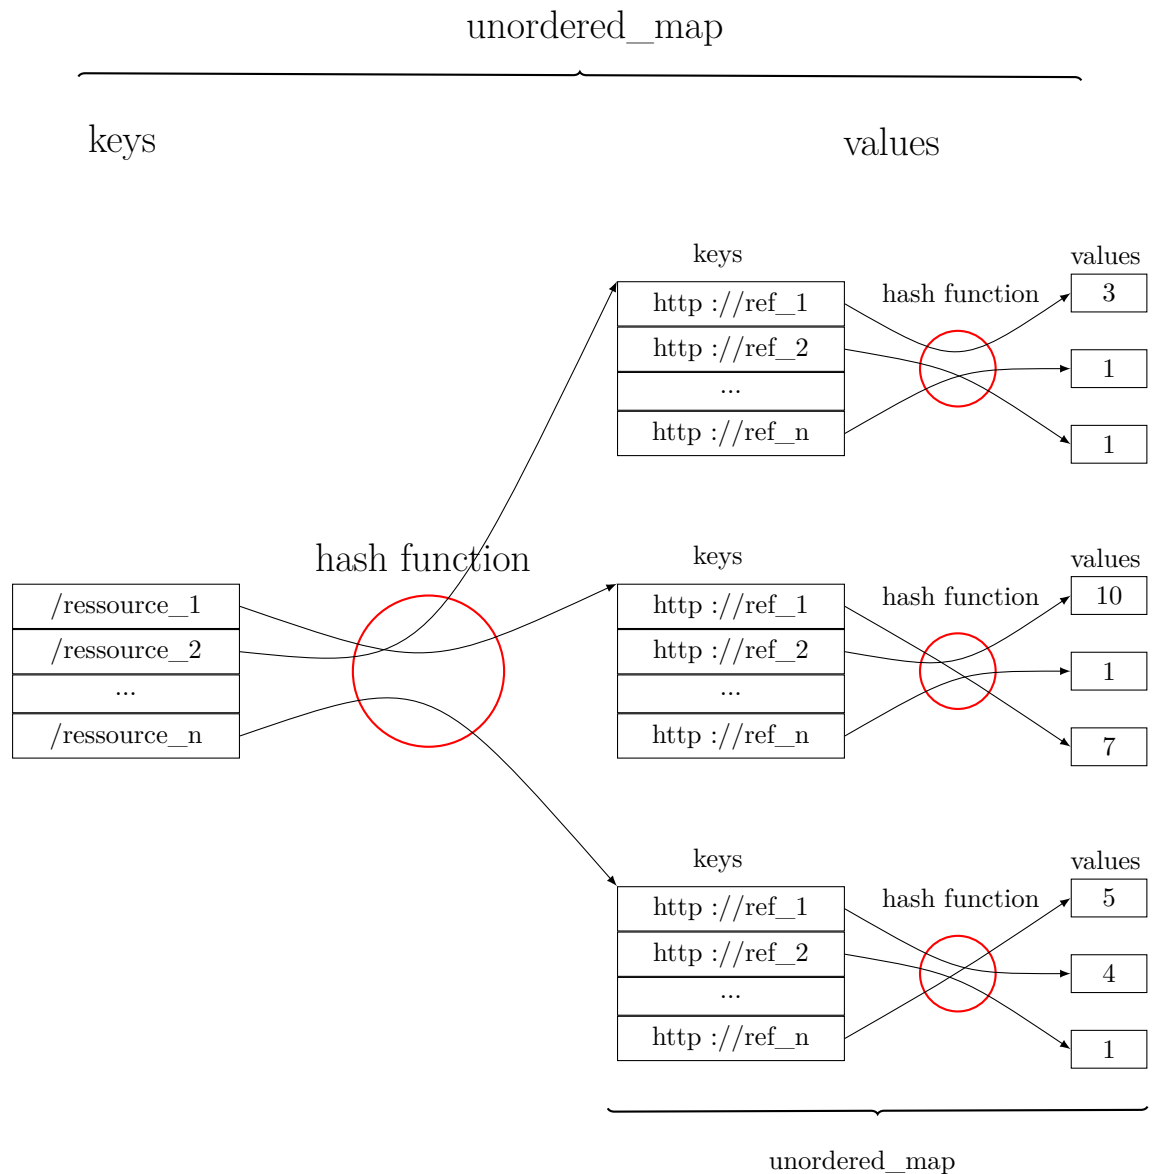 unordered_map
keys
values
keys
values
http ://ref_1
hash function
3
http ://ref_2
1
...
http ://ref_n
1
hash function
keys
values
/ressource_1
http ://ref_1
hash function
10
/ressource_2
http ://ref_2
1
...
...
/ressource_n
http ://ref_n
7
keys
values
http ://ref_1
hash function
5
http ://ref_2
4
...
http ://ref_n
1
unordered_map